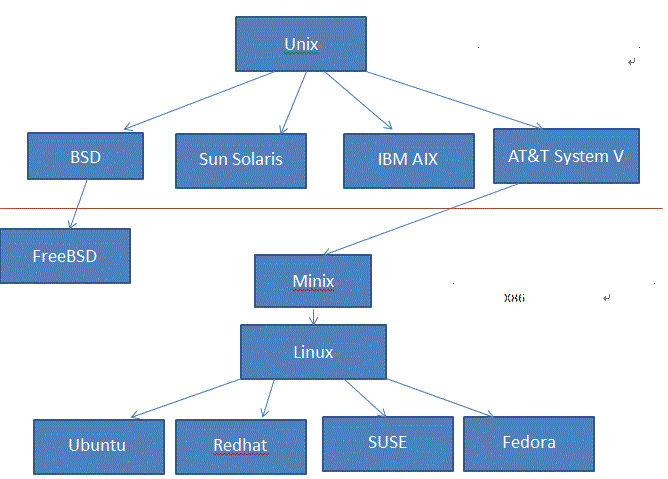 Unix
BSD
Sun Solaris
IBM AIX
AT&T System V
FreeBSD
Minix
X86
Linux
Ubuntu
Redhat
SUSE
Fedora